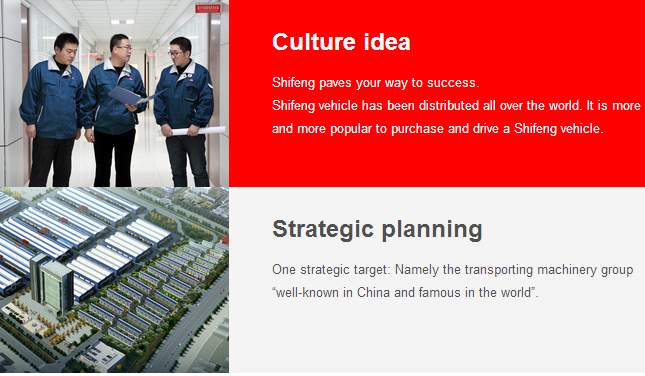 Culture idea
Shifeng paves your way to success.
Shifeng vehicle has been distributed all over the world. It is more
and more popular to purchase and drive a Shifeng vehicle.
Strategic planning
One strategic target: Namely the transporting machinery group
“well-known in China and famous in the world”.